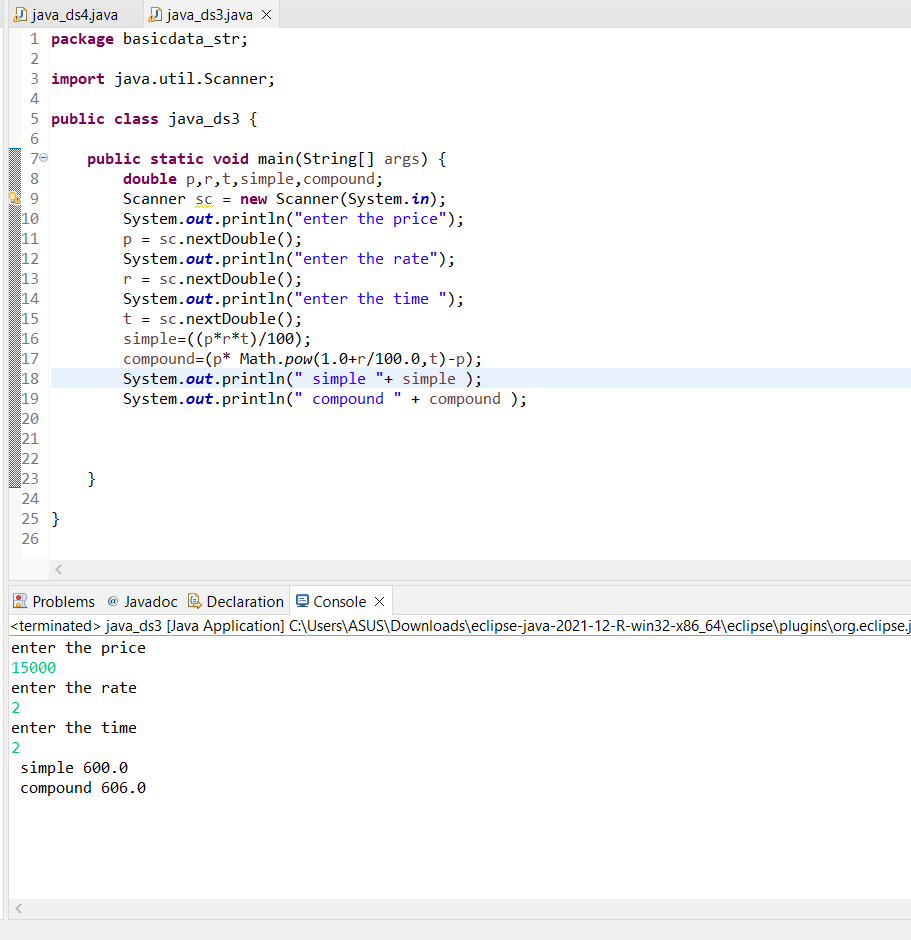 java_ds4.java java_ds3.java
1 package basicdata_str;
2
3 import java.util.Scanner;
4
5 public class java_ds3 {
6
7 public static void main(String[] args) {
8 double p,r,t,simple,compound;
9 Scanner sc = new Scanner(System.in);
10 System.out.println("enter the price");
11 p = sc.nextDouble();
12 System.out.println("enter the rate");
13 r = sc.nextDouble();
14 System.out.println("enter the time ");
15 t = sc.nextDouble();
16 simple=((p*r*t)/100);
17 compound=(p* Math.pow(1.0+r/100.0,t)-p);
18 System.out.println(" simple "+ simple );
19 System.out.println(" compound " + compound );
20
21
22
23 }
24
25 }
26
Problems @ Javadoc Declaration Console
<terminated> java_ds3 [Java Application] C:\Users\ASUS\Downloads\eclipse-java-2021-12-R-win32-x86_64\eclipse\plugins\org.eclipse.j
enter the price
15000
enter the rate
2
enter the time
2
simple 600.0
compound 606.0